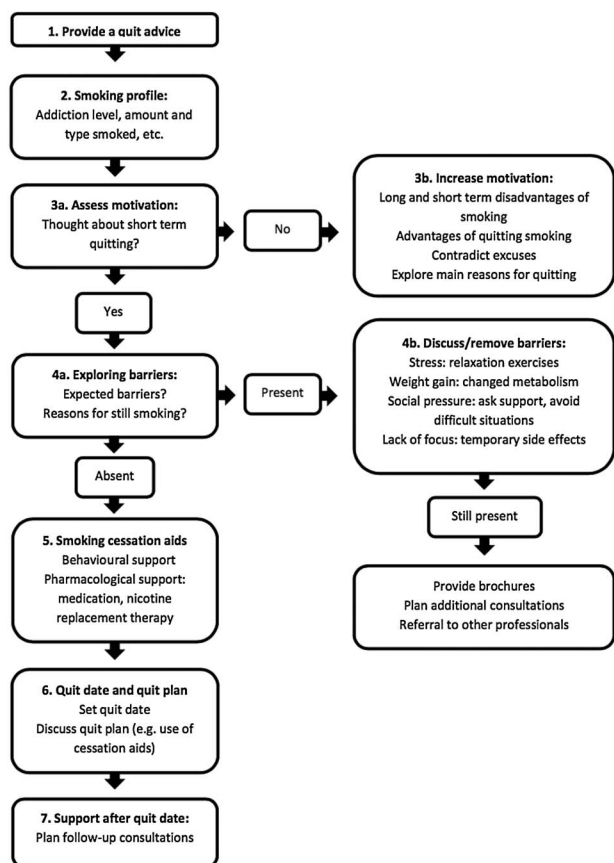 1. Provide a quit advice
2. Smoking profile:
Addiction level, amount and
type smoked, etc.
3a. Assess motivation:
Thought about short term
quitting?
No
3b. Increase motivation:
Long and short term disadvantages of
smoking
Advantages of quitting smoking
Contradict excuses
Explore main reasons for quitting
Yes
4a. Exploring barriers:
Expected barriers?
Reasons for still smoking?
Present
4b. Discuss/remove barriers:
Stress: relaxation exercises
Weight gain: changed metabolism
Social pressure: ask support, avoid
difficult situations
Lack of focus: temporary side effects
Absent
Still present
5. Smoking cessation aids
Behavioural support
Pharmacological support:
medication, nicotine
replacement therapy
Provide brochures
Plan additional consultations
Referral to other professionals
6. Quit date and quit plan
Set quit date
Discuss quit plan (e.g. use of
cessation aids)
7. Support after quit date:
Plan follow-up consultations